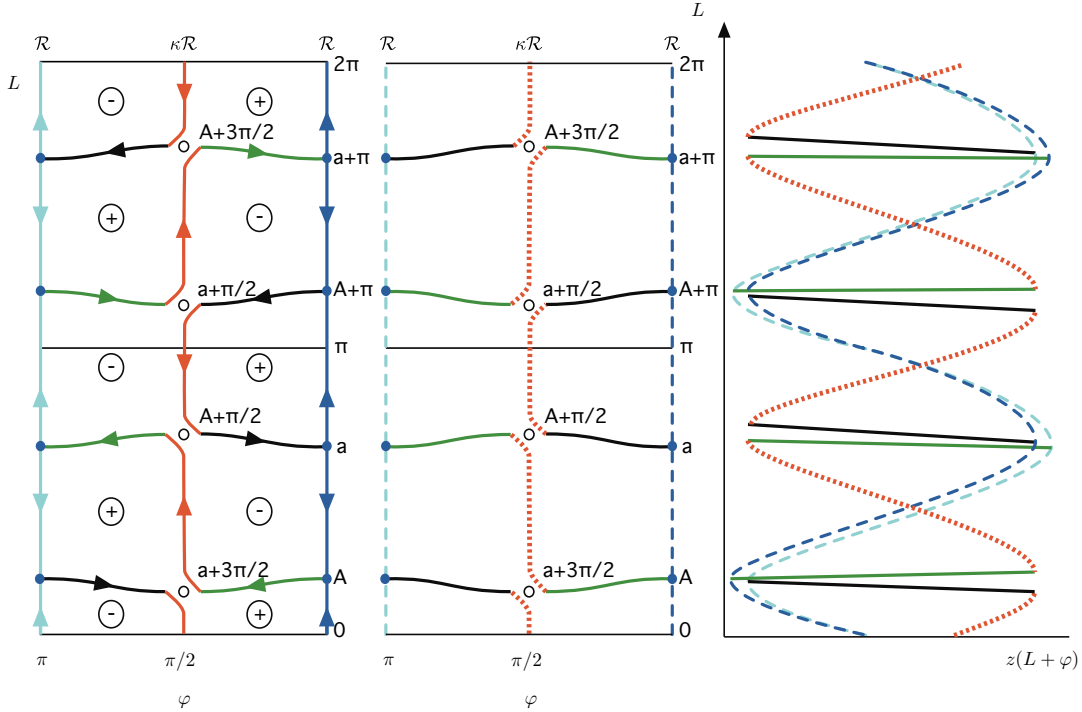 L
ℛ κℛ ℛ ℛ κℛ ℛ
2π 2π
L
- +
A+3π/2 A+3π/2
a+π a+π
+ -
a+π/2 A+π a+π/2 A+π
π π
- +
A+π/2 A+π/2
a a
+ -
a+3π/2 A a+3π/2 A
- +
0 0
π π/2 π/2 z(L + φ)
φ φ